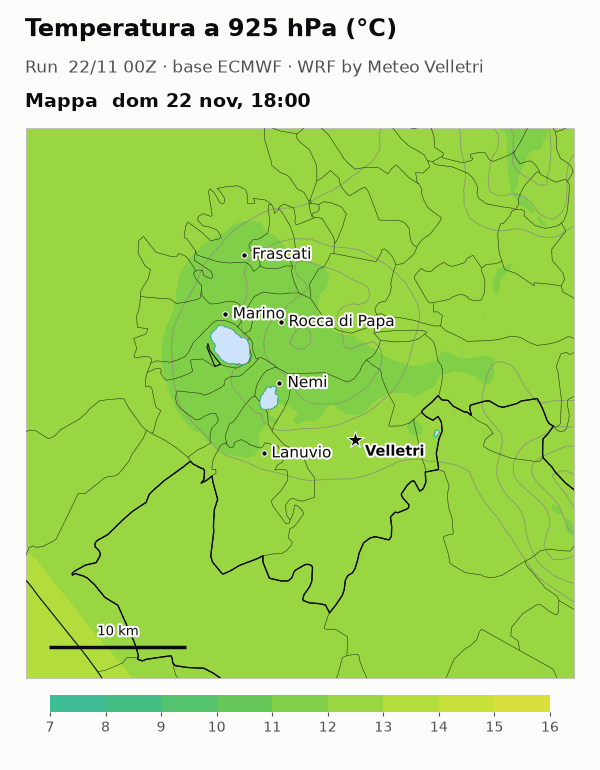 Temperatura a 925 hPa (°C)
Run  22/11 00Z · base ECMWF · WRF by Meteo Velletri
Mappa  dom 22 nov, 18:00
Frascati
Marino
Rocca di Papa
Nemi
Velletri
Lanuvio
10 km
7 8 9 10 11 12 13 14 15 16